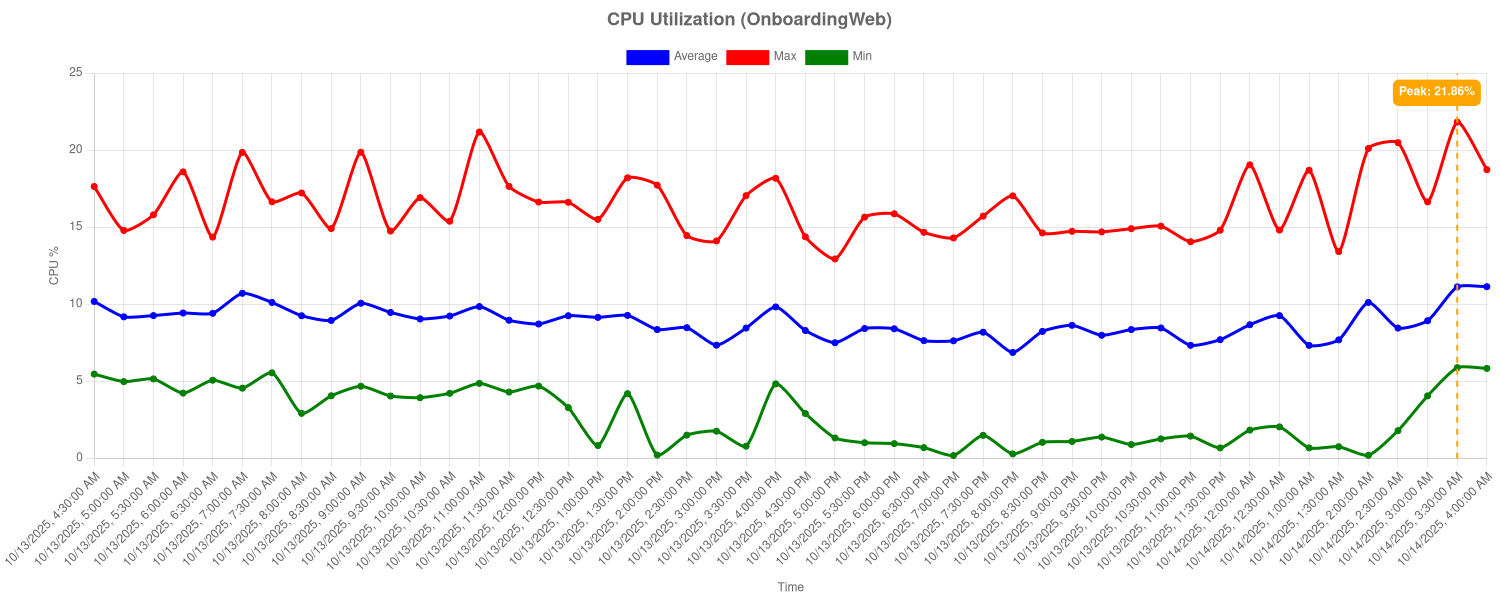 CPU Utilization (OnboardingWeb)
Average Max Min
Peak: 21.86%
25
20
15
10
5
0
CPU %
10/13/2025, 4:30:00 AM
10/13/2025, 5:00:00 AM
10/13/2025, 5:30:00 AM
10/13/2025, 6:00:00 AM
10/13/2025, 6:30:00 AM
10/13/2025, 7:00:00 AM
10/13/2025, 7:30:00 AM
10/13/2025, 8:00:00 AM
10/13/2025, 8:30:00 AM
10/13/2025, 9:00:00 AM
10/13/2025, 9:30:00 AM
10/13/2025, 10:00:00 AM
10/13/2025, 10:30:00 AM
10/13/2025, 11:00:00 AM
10/13/2025, 11:30:00 AM
10/13/2025, 12:00:00 PM
10/13/2025, 12:30:00 PM
10/13/2025, 1:00:00 PM
10/13/2025, 1:30:00 PM
10/13/2025, 2:00:00 PM
10/13/2025, 2:30:00 PM
10/13/2025, 3:00:00 PM
10/13/2025, 3:30:00 PM
10/13/2025, 4:00:00 PM
10/13/2025, 4:30:00 PM
10/13/2025, 5:00:00 PM
10/13/2025, 5:30:00 PM
10/13/2025, 6:00:00 PM
10/13/2025, 6:30:00 PM
10/13/2025, 7:00:00 PM
10/13/2025, 7:30:00 PM
10/13/2025, 8:00:00 PM
10/13/2025, 8:30:00 PM
10/13/2025, 9:00:00 PM
10/13/2025, 9:30:00 PM
10/13/2025, 10:00:00 PM
10/13/2025, 10:30:00 PM
10/13/2025, 11:00:00 PM
10/13/2025, 11:30:00 PM
10/14/2025, 12:00:00 AM
10/14/2025, 12:30:00 AM
10/14/2025, 1:00:00 AM
10/14/2025, 1:30:00 AM
10/14/2025, 2:00:00 AM
10/14/2025, 2:30:00 AM
10/14/2025, 3:00:00 AM
10/14/2025, 3:30:00 AM
10/14/2025, 4:00:00 AM
Time